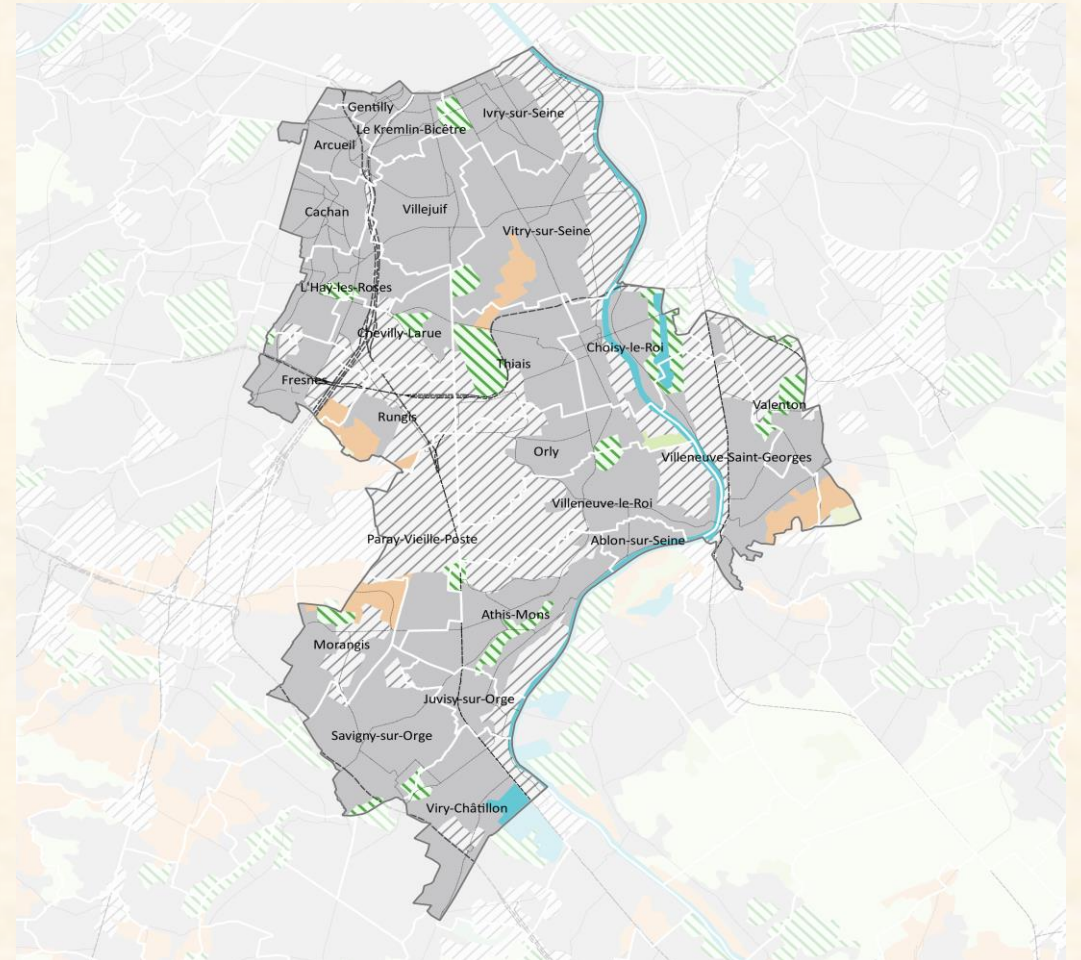 Gentilly
Ivry-sur-Seine
Le Kremlin-Bicêtre
Arcueil
Cachan
Villejuif
Vitry-sur-Seine
L'Haÿ-les-Roses
Chevilly-Larue
Choisy-le-Roi
Thiais
Fresnes
Valenton
Rungis
Orly
Villeneuve-Saint-Georges
Villeneuve-le-Roi
Paray-Vieille-Poste
Ablon-sur-Seine
Athis-Mons
Morangis
Juvisy-sur-Orge
Savigny-sur-Orge
Viry-Châtillon